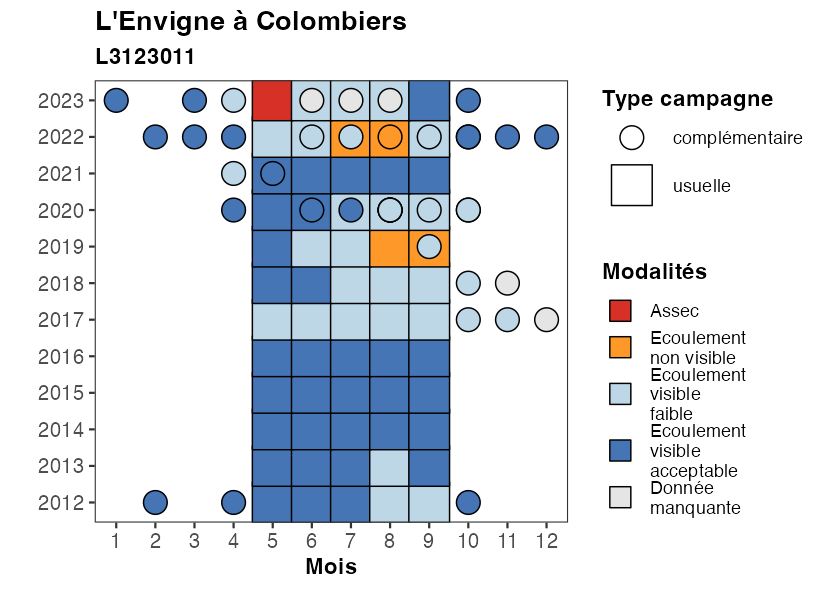 L'Envigne à Colombiers
L3123011
2023
2022
2021
2020
2019
2018
2017
2016
2015
2014
2013
2012
1 2 3 4 5 6 7 8 9 10 11 12
Mois
Type campagne
complémentaire
usuelle
Modalités
Assec
Ecoulement
non visible
Ecoulement
visible
faible
Ecoulement
visible
acceptable
Donnée
manquante